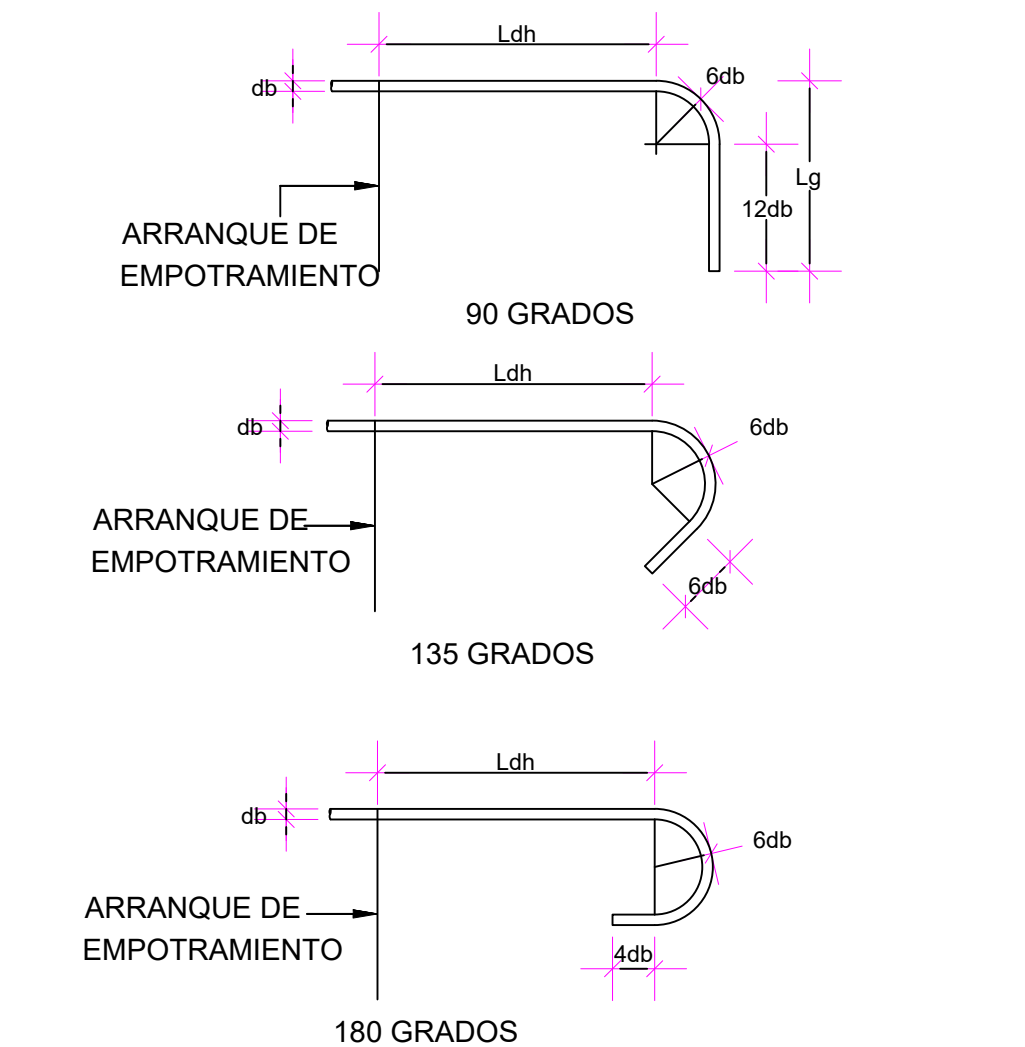 Ldh
db
6db
Lg
12db
ARRANQUE DE
EMPOTRAMIENTO
90 GRADOS
Ldh
db
6db
ARRANQUE DE
EMPOTRAMIENTO
6db
135 GRADOS
Ldh
db
6db
ARRANQUE DE
EMPOTRAMIENTO
4db
180 GRADOS